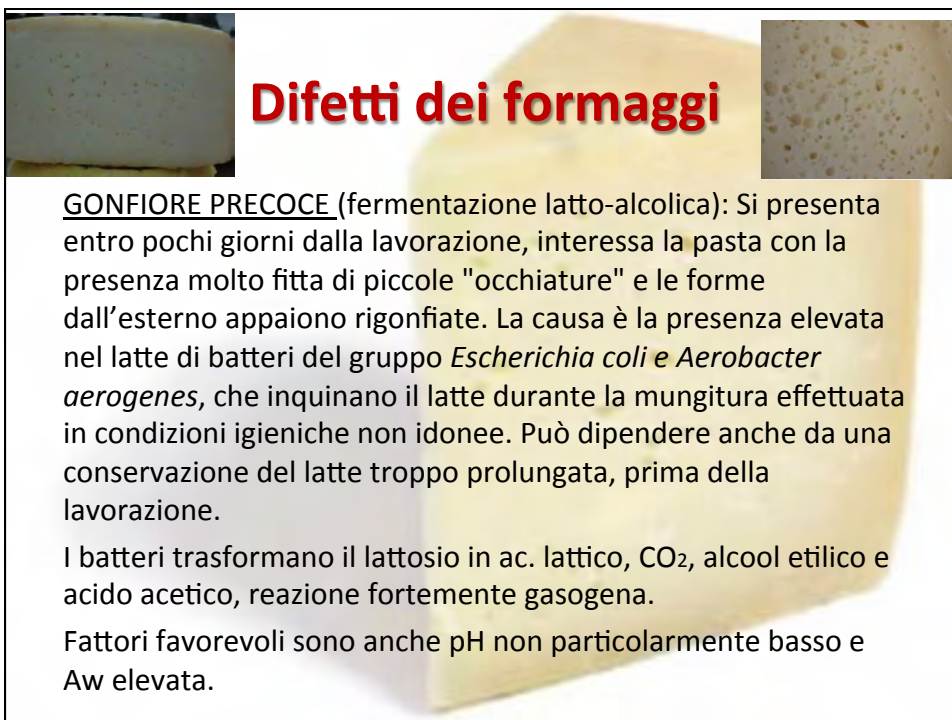 Difetti dei formaggi
GONFIORE PRECOCE (fermentazione latto-alcolica): Si presenta
entro pochi giorni dalla lavorazione, interessa la pasta con la
presenza molto fitta di piccole "occhiature" e le forme
dall’esterno appaiono rigonfiate. La causa è la presenza elevata
nel latte di batteri del gruppo Escherichia coli e Aerobacter
aerogenes, che inquinano il latte durante la mungitura effettuata
in condizioni igieniche non idonee. Può dipendere anche da una
conservazione del latte troppo prolungata, prima della
lavorazione.
I batteri trasformano il lattosio in ac. lattico, CO2, alcool etilico e
acido acetico, reazione fortemente gasogena.
Fattori favorevoli sono anche pH non particolarmente basso e
Aw elevata.